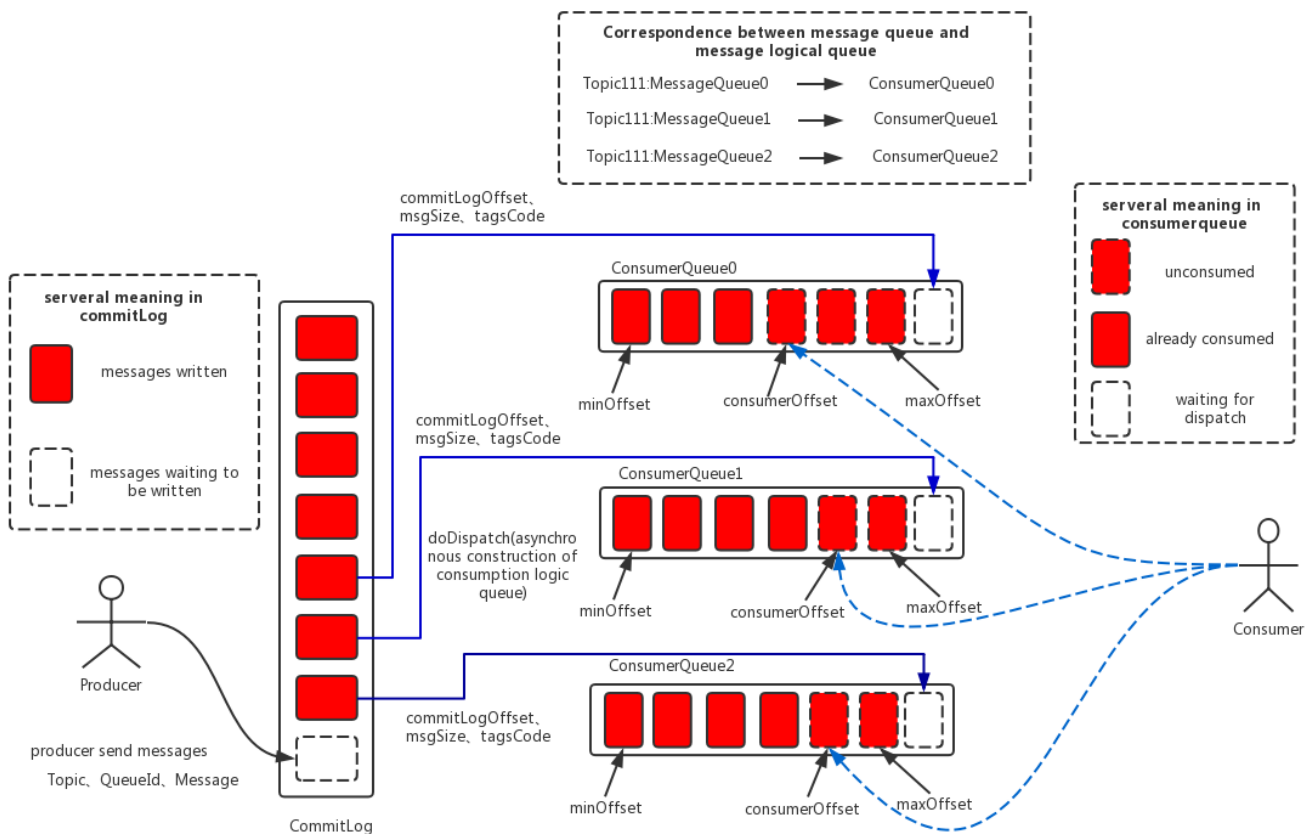 Correspondence between message queue and
message logical queue
Topic111:MessageQueue0
ConsumerQueue0
Topic111:MessageQueue1
ConsumerQueue1
Topic111:MessageQueue2
ConsumerQueue2
commitLogOffset、
msgSize、tagsCode
serveral meaning in
consumerqueue
unconsumed
already consumed
waiting for
dispatch
serveral meaning in
commitLog
messages written
messages waiting to
be written
ConsumerQueue0
minOffset
consumerOffset
maxOffset
commitLogOffset、
msgSize、tagsCode
ConsumerQueue1
doDispatch(asynchro
nous construction of
consumption logic
queue)
minOffset
consumerOffset
maxOffset
Consumer
Producer
ConsumerQueue2
commitLogOffset、
msgSize、tagsCode
producer send messages
Topic、QueueId、Message
minOffset
consumerOffset
maxOffset
CommitLog